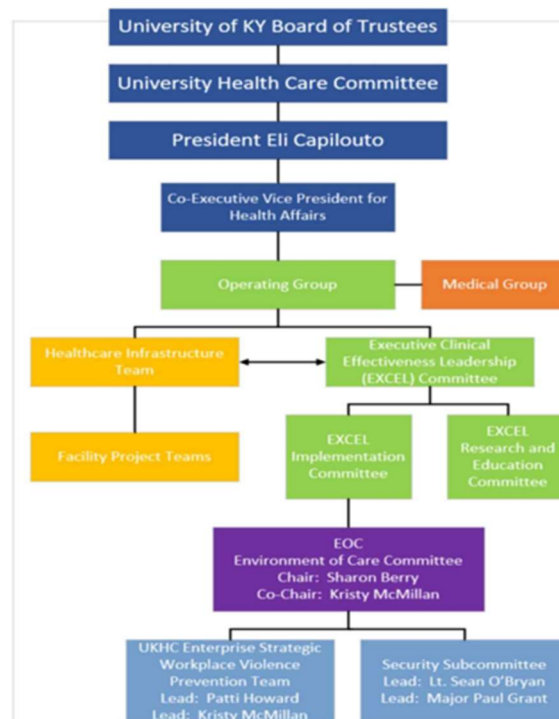 University of KY Board of Trustees
University Health Care Committee
President Eli Capilouto
Co-Executive Vice President for
Health Affairs
Operating Group
Medical Group
Healthcare Infrastructure
Team
Executive Clinical
Effectiveness Leadership
(EXCEL) Committee
Facility Project Teams
EXCEL
Implementation
Committee
EXCEL
Research and
Education
Committee
EOC
Environment of Care Committee
Chair: Sharon Berry
Co-Chair: Kristy McMillan
UKHC Enterprise Strategic
Workplace Violence
Prevention Team
Lead: Patti Howard
Lead: Kristy McMillan
Security Subcommittee
Lead: Lt. Sean O'Bryan
Lead: Major Paul Grant